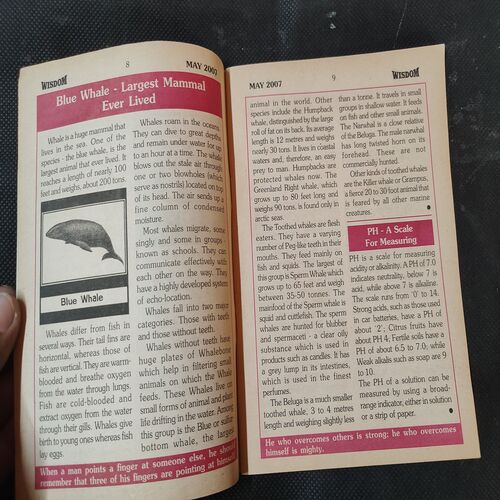 8
WISDOM
MAY 2007
Blue Whale - Largest Mammal
Ever Lived
Whale is a huge mammal that
lives in the sea. One of the
species - the blue whale, is the
largest animal that ever lived. It
reaches a length of nearly 100
feet and weighs, about 200 tons.
Blue Whale
Whales differ from fish in
several ways. Their tail fins are
horizontal, whereas those of
fish are vertical. They are warm-
blooded and breathe oxygen
from the water through lungs.
Fish are cold-blooded and
extract oxygen from the water
through their gills. Whales give
birth to young ones whereas fish
lay eggs.
Whales roam in the oceans.
They can dive to great depths
and remain under water for up
to an hour at a time. The whale
blows out the stale air through
one or two blowholes (which
serve as nostrils) located on top
of its head. The air sends up a
fine column of condensed
moisture.
Most whales migrate, some
singly and some in groups -
known as schools. They can
communicate effectively with
each other on the way. They
have a highly developed system
of echo-location.
Whales fall into two major
categories. Those with teeth
and those without teeth.
Whales without teeth have
huge plates of Whalebone
which help in filtering small
animals on which the Whale
feeds. These Whales live on
small forms of animal and plant
life drifting in the water. Among
this group is the Blue or sulfur-
bottom whale, the largest
When a man points a finger at someone else, he should
remember that three of his fingers are pointing at himself
MAY 2007
9
WISDOM
animal in the world. Other
species include the Humpback
whale, distinguished by the large
roll of fat on its back. Its average
length is 12 metres and weighs
nearly 30 tons. It lives in coastal
waters and, therefore, an easy
prey to man. Humpbacks are
protected whales now. The
Greenland Right whale, which
grows up to 80 feet long and
weighs 90 tons, is found only in
arctic seas.
The Toothed whales are flesh
eaters. They have a varying
number of Peg-like teeth in their
mouths. They feed mainly on
fish and squids. The largest of
this group is Sperm Whale which
grows up to 65 feet and weigh
between 35-50 tonnes. The
mainfood of the Sperm whale is
squid and cuttlefish. The sperm
whales are hunted for blubber
and spermaceti - a clear oily
substance which is used in
products such as candles. It has
a grey lump in its intestines,
which is used in the finest
perfumes.
The Beluga is a much smaller
toothed whale, 3 to 4 metres
length and weighing slightly less
than a tonne. It travels in small
groups in shallow water. It feeds
on fish and other small animals.
The Narwhal is a close relative
of the Beluga. The male narwhal
has long twisted horn on its
forehead. These are not
commercially hunted.
Other kinds of toothed whales
are the Killer whale or Grampus,
a fierce 20 to 30 foot animal that
is feared by all other marine
creatures.
PH - A Scale
For Measuring
PH is a scale for measuring
acidity or alkalinity. A PH of 7.0
indicates neutrality, below 7 is
acid, while above 7 is alkaline.
The scale runs from '0' to 14.
Strong acids, such as those used
in car batteries, have a PH of
about '2', Citrus fruits have
about PH 4; Fertile soils have a
PH of about 6.5 to 7.0, while
Weak alkalis such as soap are 9
to 10.
The PH of a solution can be
measured by using a broad-
range indicator, either in solution
or a strip of paper.
He who overcomes others is strong; he who overcomes
himself is mighty.